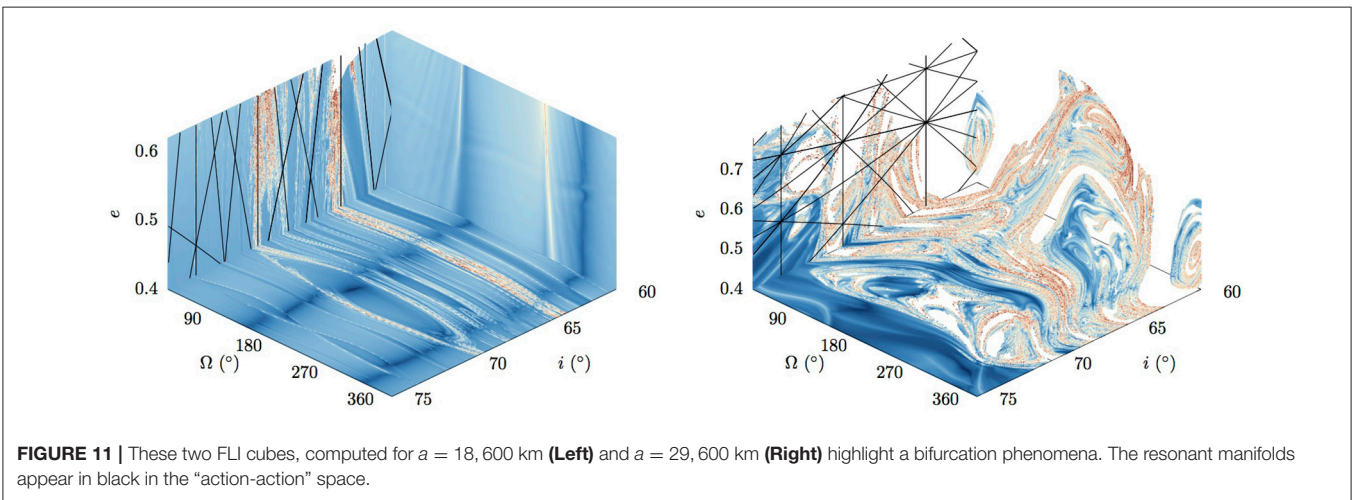 0.6
0.5
0.4
e
90
180
270
360
Ω (°)
60
65
70
75
i (°)
0.7
0.6
0.5
0.4
e
90
180
270
360
Ω (°)
60
65
70
75
i (°)
FIGURE 11 | These two FLI cubes, computed for a = 18, 600 km (Left) and a = 29, 600 km (Right) highlight a bifurcation phenomena. The resonant manifolds
appear in black in the “action-action” space.